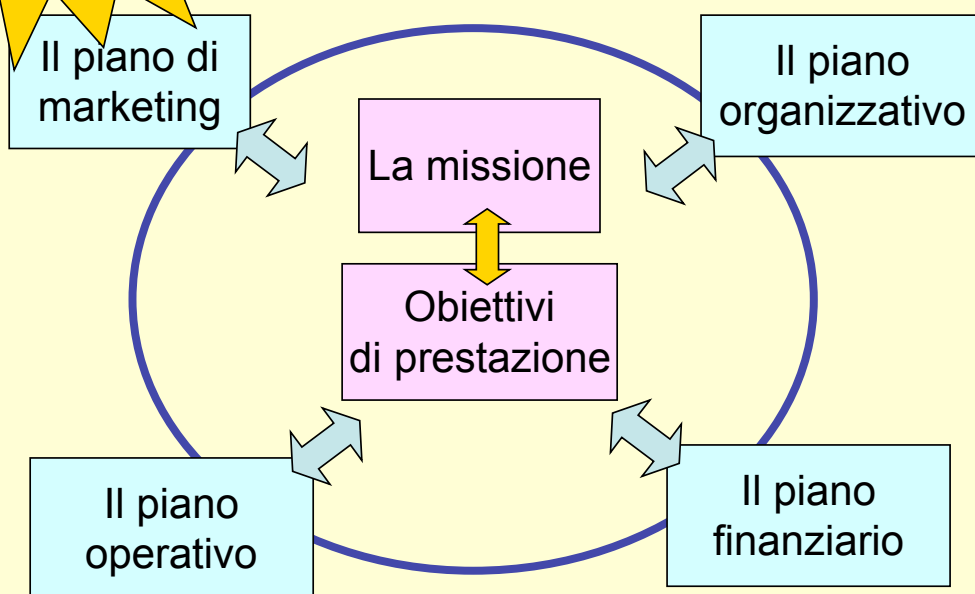 Il piano di
marketing
Il piano
organizzativo
La missione
Obiettivi
di prestazione
Il piano
operativo
Il piano
finanziario